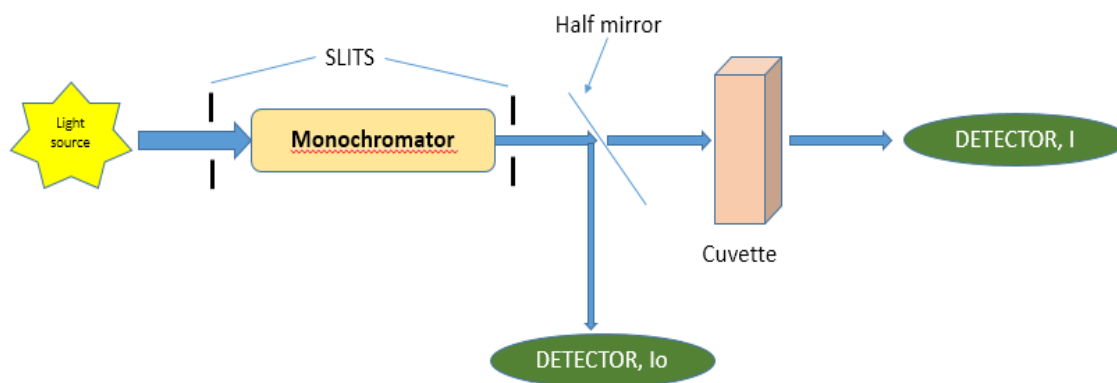 Half mirror
SLITS
Light
source
Monochromator
DETECTOR, I
Cuvette
DETECTOR, Io